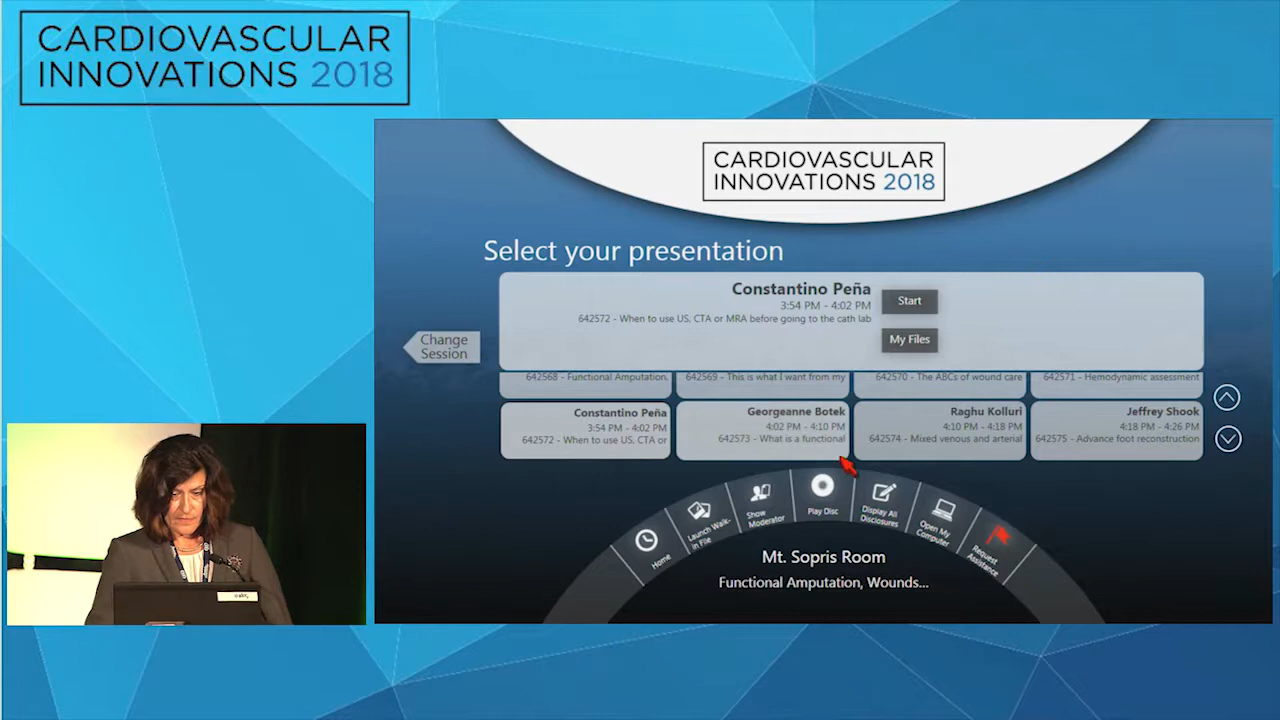 CARDIOVASCULAR
INNOVATIONS 2018
CARDIOVASCULAR
INNOVATIONS 2018
Select your presentation
Constantino Peña
3:54 PM - 4:02 PM
642572 - When to use US, CTA or MRA before going to the cath lab
Start
My Files
Change
Session
642568 - Functional Amputation,
642569 - This is what I want from my
642570 - The ABCs of wound care
642571 - Hemodynamic assessment
Constantino Peña
3:54 PM - 4:02 PM
642572 - When to use US, CTA or
Georgeanne Botek
4:02 PM - 4:10 PM
642573 - What is a functional
Raghu Kolluri
4:10 PM - 4:18 PM
642574 - Mixed venous and arterial
Jeffrey Shook
4:18 PM - 4:26 PM
642575 - Advance foot reconstruction
Home
Launch Walk-
in File
Show
Moderator
Play Disc
Display All
Disclosures
Open My
Computer
Request
Assistance
Mt. Sopris Room
Functional Amputation, Wounds...